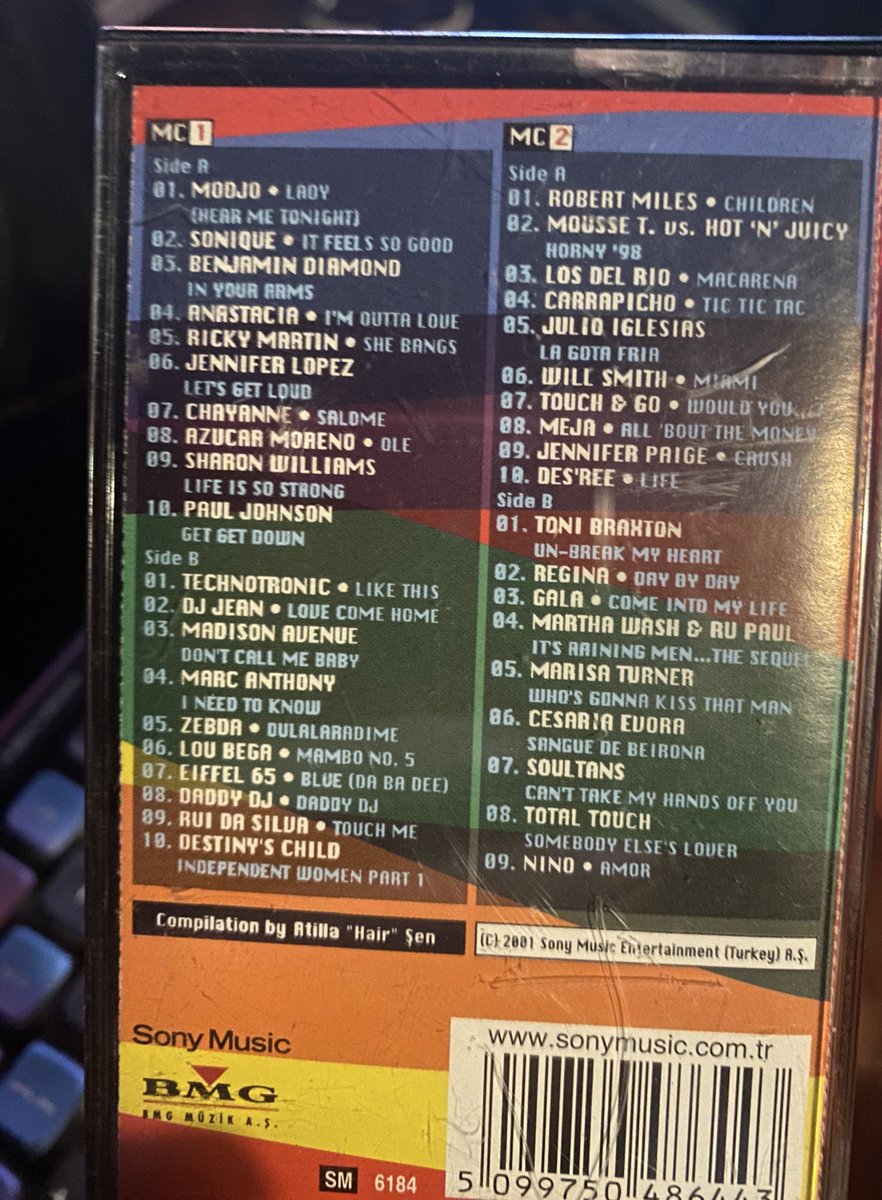 MC 1
Side A
01. MODJO • LADY
(HEAR ME TONIGHT)
02. SONIQUE • IT FEELS SO GOOD
03. BENJAMIN DIAMOND
IN YOUR ARMS
04. ANASTACIA • I'M OUTTA LOVE
05. RICKY MARTIN • SHE BANGS
06. JENNIFER LOPEZ
LET'S GET LOUD
07. CHAYANNE • SALOME
08. AZUCAR MORENO • OLE
09. SHARON WILLIAMS
LIFE IS SO STRONG
10. PAUL JOHNSON
GET GET DOWN
Side B
01. TECHNOTRONIC • LIKE THIS
02. DJ JEAN • LOVE COME HOME
03. MADISON AVENUE
DON'T CALL ME BABY
04. MARC ANTHONY
I NEED TO KNOW
05. ZEBDA • OULALARADIME
06. LOU BEGA • MAMBO NO. 5
07. EIFFEL 65 • BLUE (DA BA DEE)
08. DADDY DJ • DADDY DJ
09. RUI DA SILVA • TOUCH ME
10. DESTINY'S CHILD
INDEPENDENT WOMEN PART 1
MC 2
Side A
01. ROBERT MILES • CHILDREN
02. MOUSSE T. vs. HOT 'N' JUICY
HORNY '98
03. LOS DEL RIO • MACARENA
04. CARRAPICHO • TIC TIC TAC
05. JULIO IGLESIAS
LA GOTA FRIA
06. WILL SMITH • MIAMI
07. TOUCH & GO • WOULD YOU...?
08. MEJA • ALL 'BOUT THE MONEY
09. JENNIFER PAIGE • CRUSH
10. DES'REE • LIFE
Side B
01. TONI BRAXTON
UN-BREAK MY HEART
02. REGINA • DAY BY DAY
03. GALA • COME INTO MY LIFE
04. MARTHA WASH & RU PAUL
IT'S RAINING MEN...THE SEQUEL
05. MARISA TURNER
WHO'S GONNA KISS THAT MAN
06. CESARIA EVORA
SANGUE DE BEIRONA
07. SOULTANS
CAN'T TAKE MY HANDS OFF YOU
08. TOTAL TOUCH
SOMEBODY ELSE'S LOVER
09. NINO • AMOR
Compilation by Atilla "Hair" Şen
(C) 2001 Sony Music Entertainment (Turkey) A.Ş.
Sony Music
BMG
BMG MÜZİK A.Ş.
SM 6184
www.sonymusic.com.tr
5 099750 486443